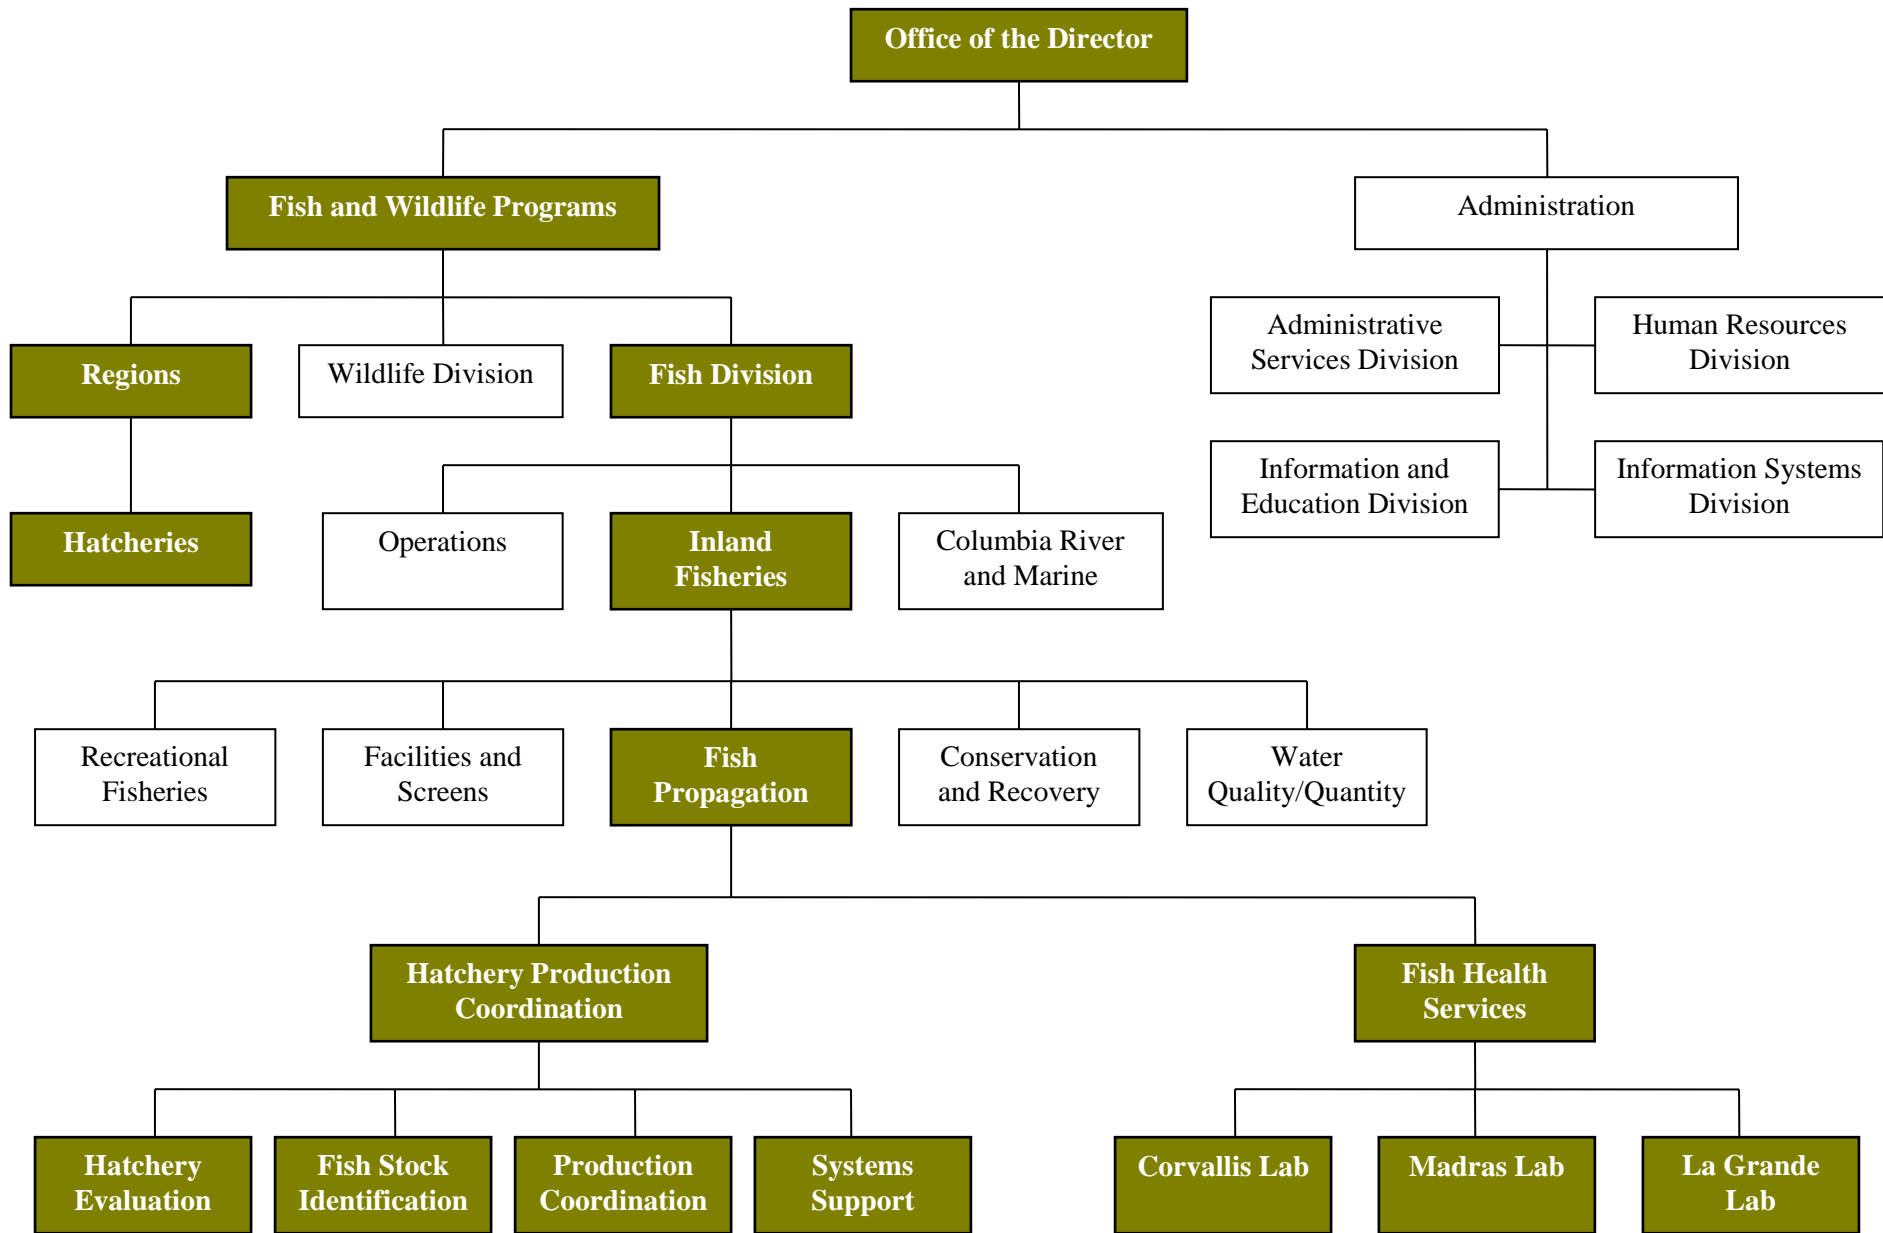 Office of the Director
Fish and Wildlife Programs
Administration
Administrative
Services Division
Human Resources
Division
Regions
Wildlife Division
Fish Division
Information and
Education Division
Information Systems
Division
Hatcheries
Operations
Inland
Fisheries
Columbia River
and Marine
Recreational
Fisheries
Facilities and
Screens
Fish
Propagation
Conservation
and Recovery
Water
Quality/Quantity
Hatchery Production
Coordination
Fish Health
Services
Hatchery
Evaluation
Fish Stock
Identification
Production
Coordination
Systems
Support
Corvallis Lab
Madras Lab
La Grande
Lab